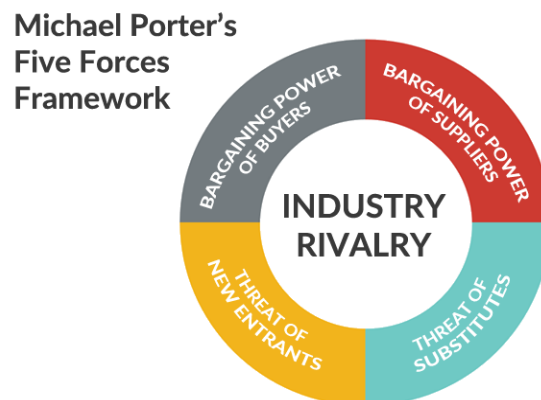 Michael Porter’s
Five Forces
Framework
BARGAINING POWER
OF BUYERS
BARGAINING POWER
OF SUPPLIERS
INDUSTRY
RIVALRY
THREAT OF
NEW ENTRANTS
THREAT OF
SUBSTITUTES